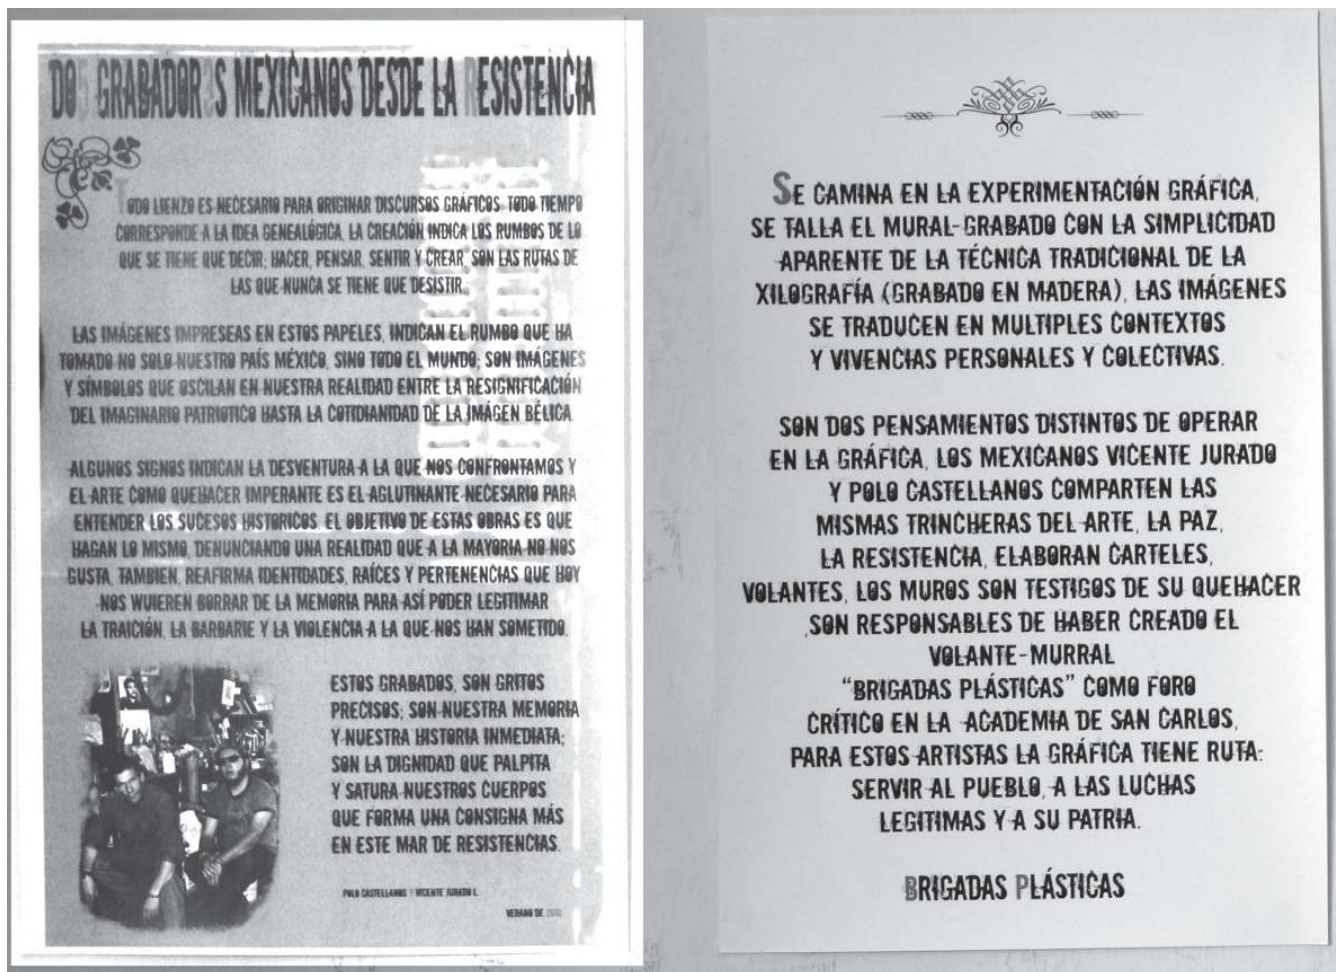 DOS GRABADORES MEXICANOS DESDE LA RESISTENCIA
TODO LIENZO ES NECESARIO PARA ORIGINAR DISCURSOS GRÁFICOS, TODO TIEMPO
CORRESPONDE A LA IDEA GENEALÓGICA, LA CREACIÓN INDICA LOS RUMBOS DE LO
QUE SE TIENE QUE DECIR; HACER, PENSAR, SENTIR Y CREAR, SON LAS RUTAS DE
LAS QUE NUNCA SE TIENE QUE DESISTIR.
LAS IMÁGENES IMPRESEAS EN ESTOS PAPELES, INDICAN EL RUMBO QUE HA
TOMADO NO SOLO NUESTRO PAÍS MÉXICO, SINO TODO EL MUNDO; SON IMÁGENES
Y SÍMBOLOS QUE OSCILAN EN NUESTRA REALIDAD ENTRE LA RESIGNIFICACIÓN
DEL IMAGINARIO PATRIOTICO HASTA LA COTIDIANIDAD DE LA IMÁGEN BÉLICA.
ALGUNOS SIGNOS INDICAN LA DESVENTURA A LA QUE NOS CONFRONTAMOS Y
EL ARTE COMO QUEHACER IMPERANTE ES EL AGLUTINANTE NECESARIO PARA
ENTENDER LOS SUCESOS HISTORICOS. EL OBJETIVO DE ESTAS OBRAS ES QUE
HAGAN LO MISMO, DENUNCIANDO UNA REALIDAD QUE A LA MAYORIA NO NOS
GUSTA, TAMBIEN, REAFIRMA IDENTIDADES, RAÍCES Y PERTENENCIAS QUE HOY
NOS WUIEREN BORRAR DE LA MEMORIA PARA ASÍ PODER LEGITIMAR
LA TRAICIÓN, LA BARBARIE Y LA VIOLENCIA A LA QUE NOS HAN SOMETIDO.
ESTOS GRABADOS, SON GRITOS
PRECISOS; SON NUESTRA MEMORIA
Y NUESTRA HISTORIA INMEDIATA;
SON LA DIGNIDAD QUE PALPITA
Y SATURA NUESTROS CUERPOS
QUE FORMA UNA CONSIGNA MÁS
EN ESTE MAR DE RESISTENCIAS.
POLO CASTELLANOS Y VICENTE JURADO L.
VERANO DE
SE CAMINA EN LA EXPERIMENTACIÓN GRÁFICA,
SE TALLA EL MURAL-GRABADO CON LA SIMPLICIDAD
APARENTE DE LA TÉCNICA TRADICIONAL DE LA
XILOGRAFÍA (GRABADO EN MADERA), LAS IMÁGENES
SE TRADUCEN EN MULTIPLES CONTEXTOS
Y VIVENCIAS PERSONALES Y COLECTIVAS.
SON DOS PENSAMIENTOS DISTINTOS DE OPERAR
EN LA GRÁFICA, LOS MEXICANOS VICENTE JURADO
Y POLO CASTELLANOS COMPARTEN LAS
MISMAS TRINCHERAS DEL ARTE, LA PAZ,
LA RESISTENCIA, ELABORAN CARTELES,
VOLANTES, LOS MUROS SON TESTIGOS DE SU QUEHACER
,SON RESPONSABLES DE HABER CREADO EL
VOLANTE-MURRAL
“BRIGADAS PLÁSTICAS” COMO FORO
CRÍTICO EN LA ACADEMIA DE SAN CARLOS,
PARA ESTOS ARTISTAS LA GRÁFICA TIENE RUTA:
SERVIR AL PUEBLO, A LAS LUCHAS
LEGITIMAS Y A SU PATRIA.
BRIGADAS PLÁSTICAS